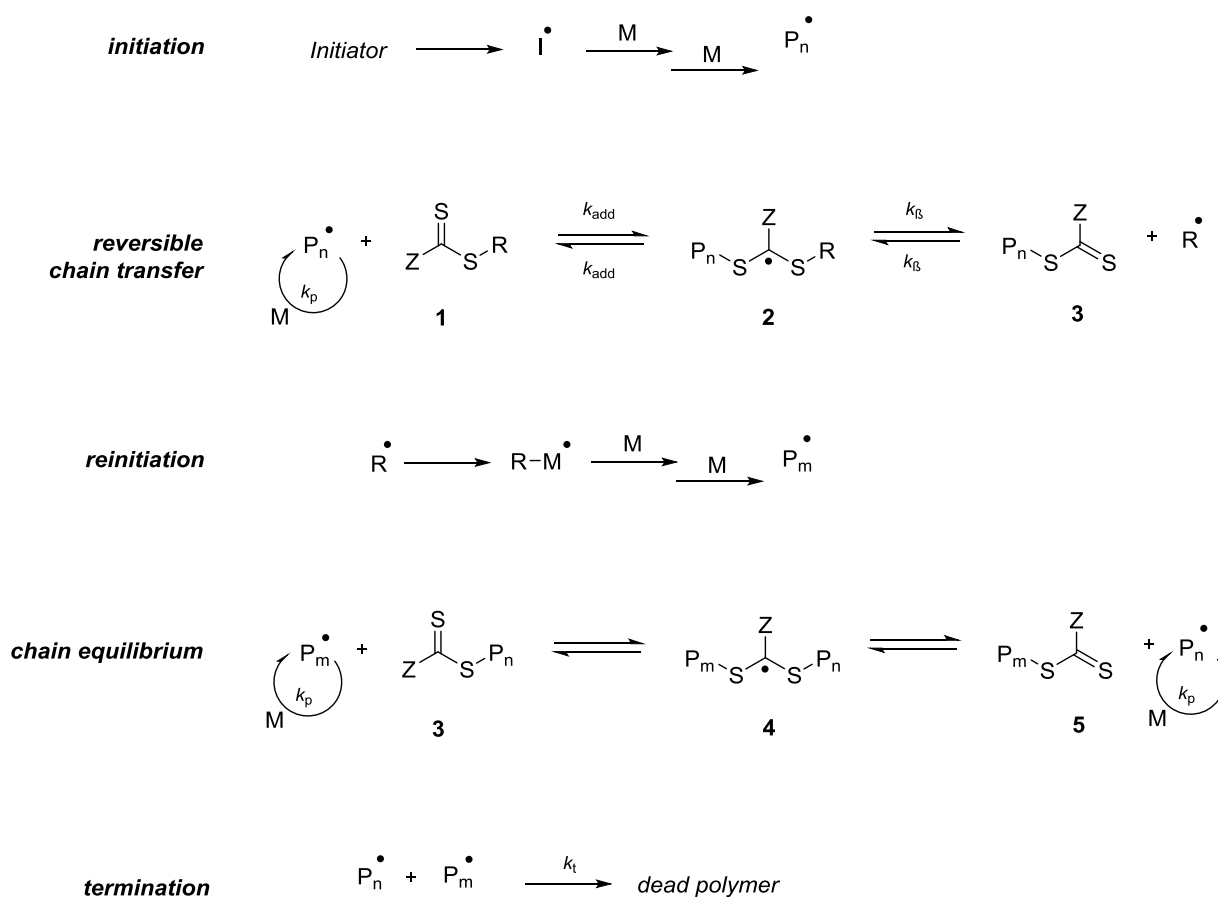 initiation Initiator I• M M Pn•
reversible chain transfer
Pn• kp M + S Z S R 1 kadd kadd Z Pn S • S R 2 kß kß Z Pn S S 3 + R•
reinitiation R• R–M• M M Pm•
chain equilibrium Pm• kp M + S Z S Pn 3 Z Pm S • S Pn 4 Z Pm S S 5 + Pn• kp M
termination Pn• + Pm• kt dead polymer